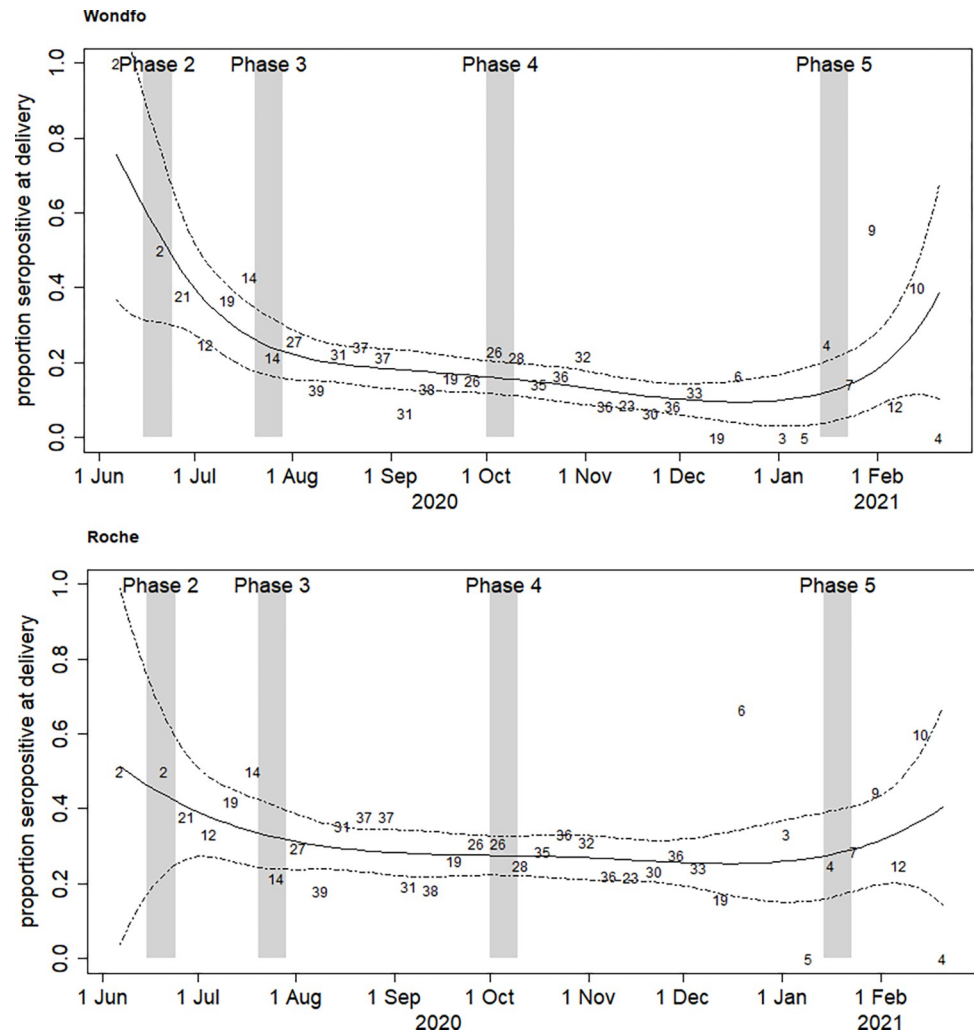 Wondfo
proportion seropositive at delivery
1.0
0.8
0.6
0.4
0.2
0.0
Phase 2
Phase 3
Phase 4
Phase 5
2
2
21
12
19
14
14
27
31
39
37
37
61
38
19
26
26
28
35
36
32
36
23
30
36
33
19
6
3
5
4
7
9
12
10
4
1 Jun
1 Jul
1 Aug
1 Sep
1 Oct
1 Nov
1 Dec
1 Jan
1 Feb
2020
2021
Roche
proportion seropositive at delivery
1.0
0.8
0.6
0.4
0.2
0.0
Phase 2
Phase 3
Phase 4
Phase 5
2
2
21
12
19
14
14
27
31
39
37
37
31
38
19
26
26
28
35
33
32
36
23
30
36
23
19
6
3
5
4
7
9
12
10
4
1 Jun
1 Jul
1 Aug
1 Sep
1 Oct
1 Nov
1 Dec
1 Jan
1 Feb
2020
2021